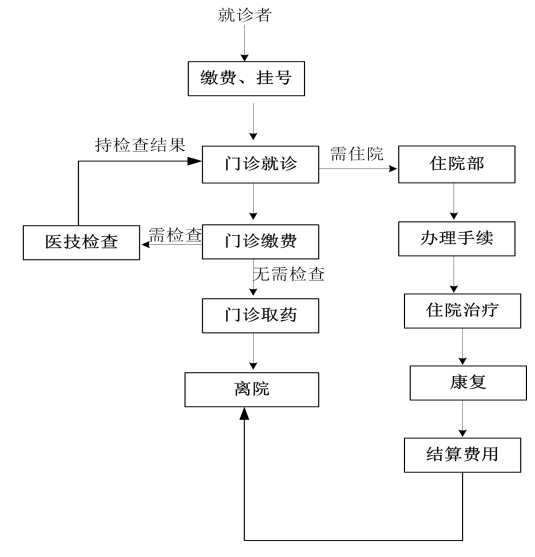 就诊者
缴费、挂号
持检查结果
门诊就诊
需住院
住院部
医技检查
需检查
门诊缴费
办理手续
无需检查
门诊取药
住院治疗
离院
康复
结算费用